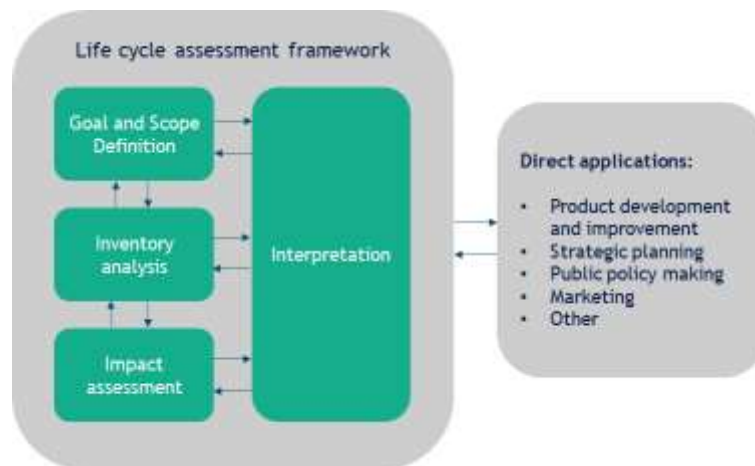 Life cycle assessment framework
Goal and Scope
Definition
Inventory
analysis
Impact
assessment
Interpretation
Direct applications:
• Product development
and improvement
• Strategic planning
• Public policy making
• Marketing
• Other